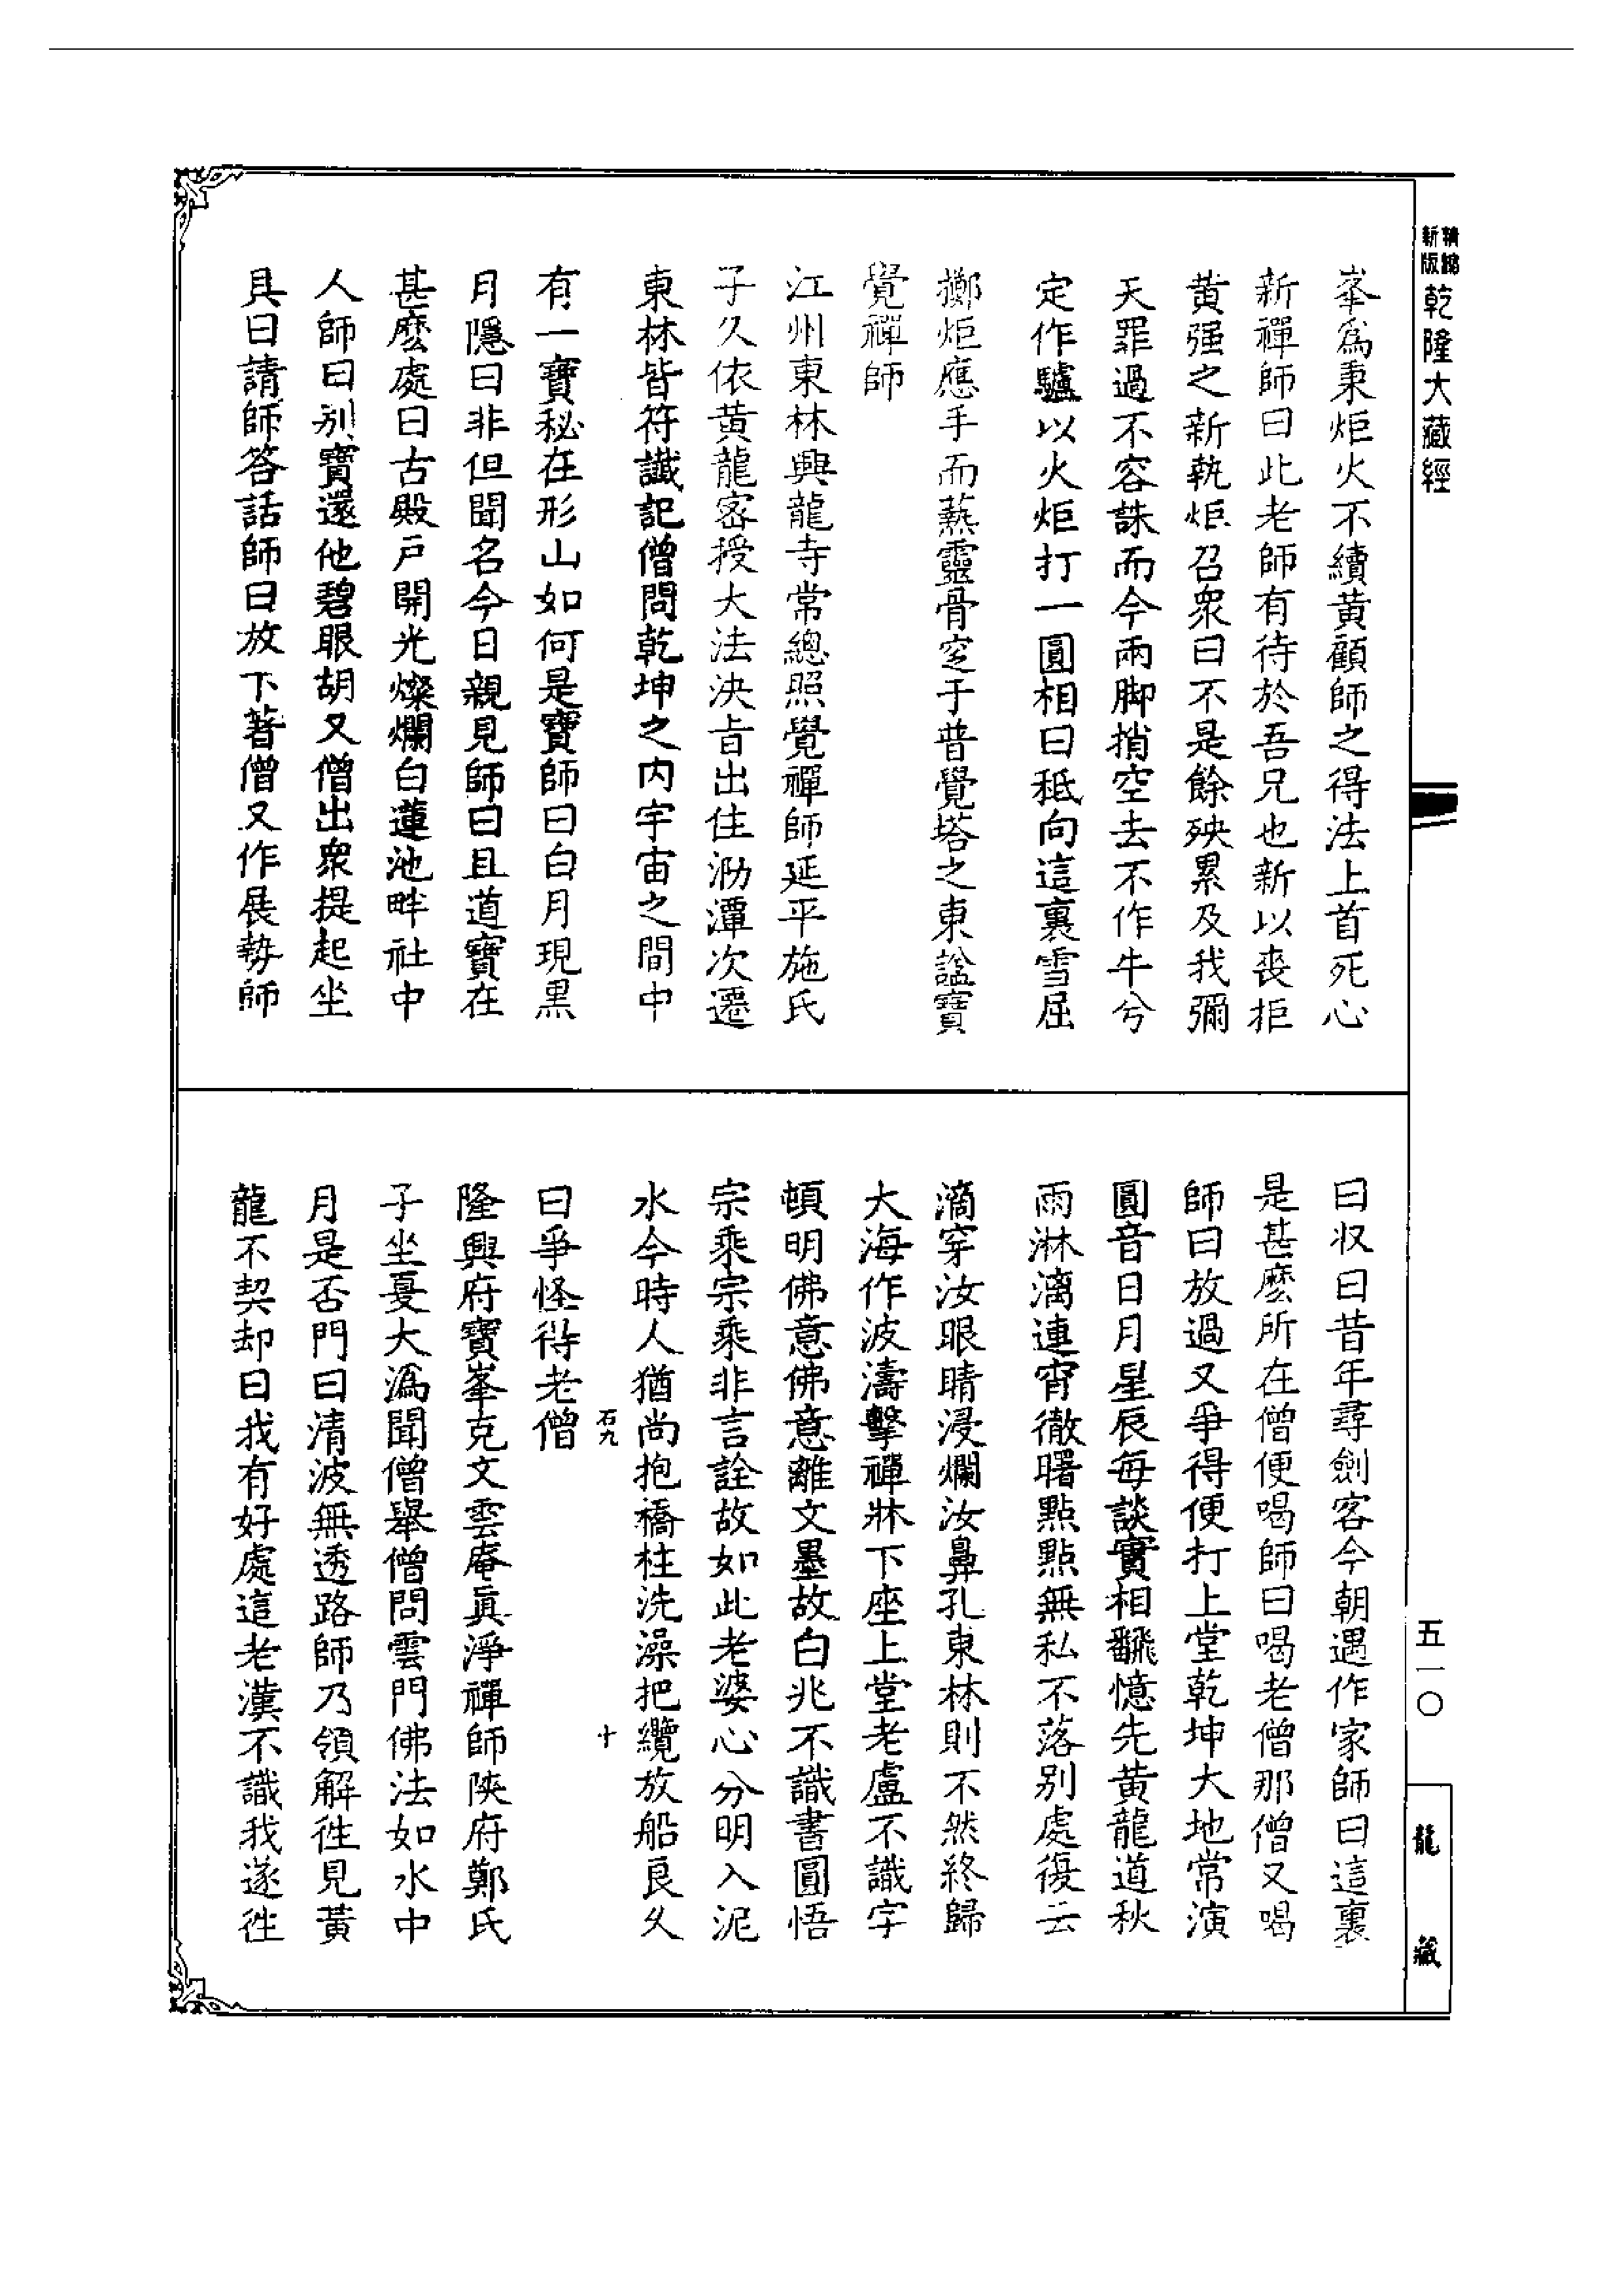 精編
新版
乾隆大藏經
峯爲秉炬火不續黃顧師之得法上首死心
新禪師曰此老師有待於吾兄也新以喪拒
黃强之新執炬召衆曰不是餘殃累及我彌
天罪過不容誅而今兩脚捎空去不作牛兮
定作驢以火炬打一圓相曰秪向這裏雪屈
擲炬應手而爇靈骨窆于普覺塔之東諡寶
覺禪師
江州東林興龍寺常總照覺禪師延平施氏
子久依黃龍密授大法決㫖出住泐潭次遷
東林皆符讖記僧問乾坤之內宇宙之間中
有一寶秘在形山如何是寶師曰白月現黑
月隱曰非但聞名今日親見師曰且道寶在
甚麽處曰古殿戶開光燦爛白蓮池畔社中
人師曰别寶還他碧眼胡又僧出衆提起坐
具曰請師答話師曰放下著僧又作展勢師
曰収曰昔年尋劍客今朝遇作家師曰這裏
是甚麽所在僧便喝師曰喝老僧那僧又喝
師曰放過又爭得便打上堂乾坤大地常演
圓音日月星辰每談實相翻憶先黃龍道秋
雨淋漓連宵徹曙點點無私不落别處復云
滴穿汝眼睛浸爛汝鼻孔東林則不然終歸
大海作波濤擊禪牀下座上堂老盧不識字
頓明佛意佛意離文墨故白兆不識書圓悟
宗乘宗乘非言詮故如此老婆心分明入泥
水今時人猶尚抱橋柱洗澡把纜放船良久
曰爭怪得老僧
石九
十
隆興府寶峯克文雲庵眞淨禪師陝府鄭氏
子坐憂大溈聞僧舉僧問雲門佛法如水中
月是否門曰清波無透路師乃領解徃見黃
龍不契却曰我有好處這老漢不識我遂徃
五一〇
龍藏